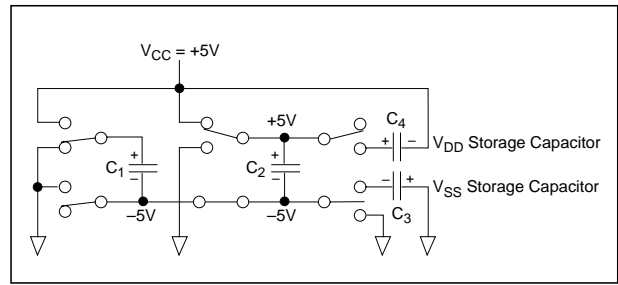 V_CC = +5V
+5V
C_4
+ −
V_DD Storage Capacitor
C_1
+
−
C_2
+
−
− +
V_SS Storage Capacitor
C_3
−5V
−5V